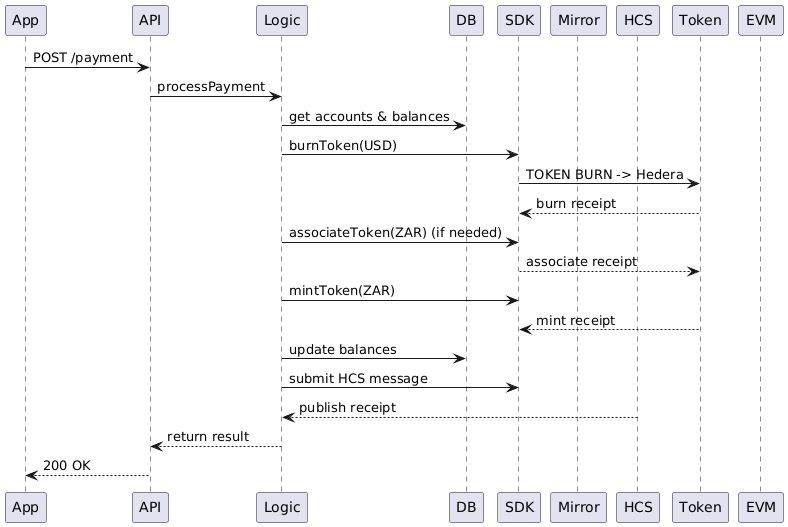 App API Logic DB SDK Mirror HCS Token EVM
POST /payment
processPayment
get accounts & balances
burnToken(USD)
TOKEN BURN -> Hedera
burn receipt
associateToken(ZAR) (if needed)
associate receipt
mintToken(ZAR)
mint receipt
update balances
submit HCS message
publish receipt
return result
200 OK
App API Logic DB SDK Mirror HCS Token EVM